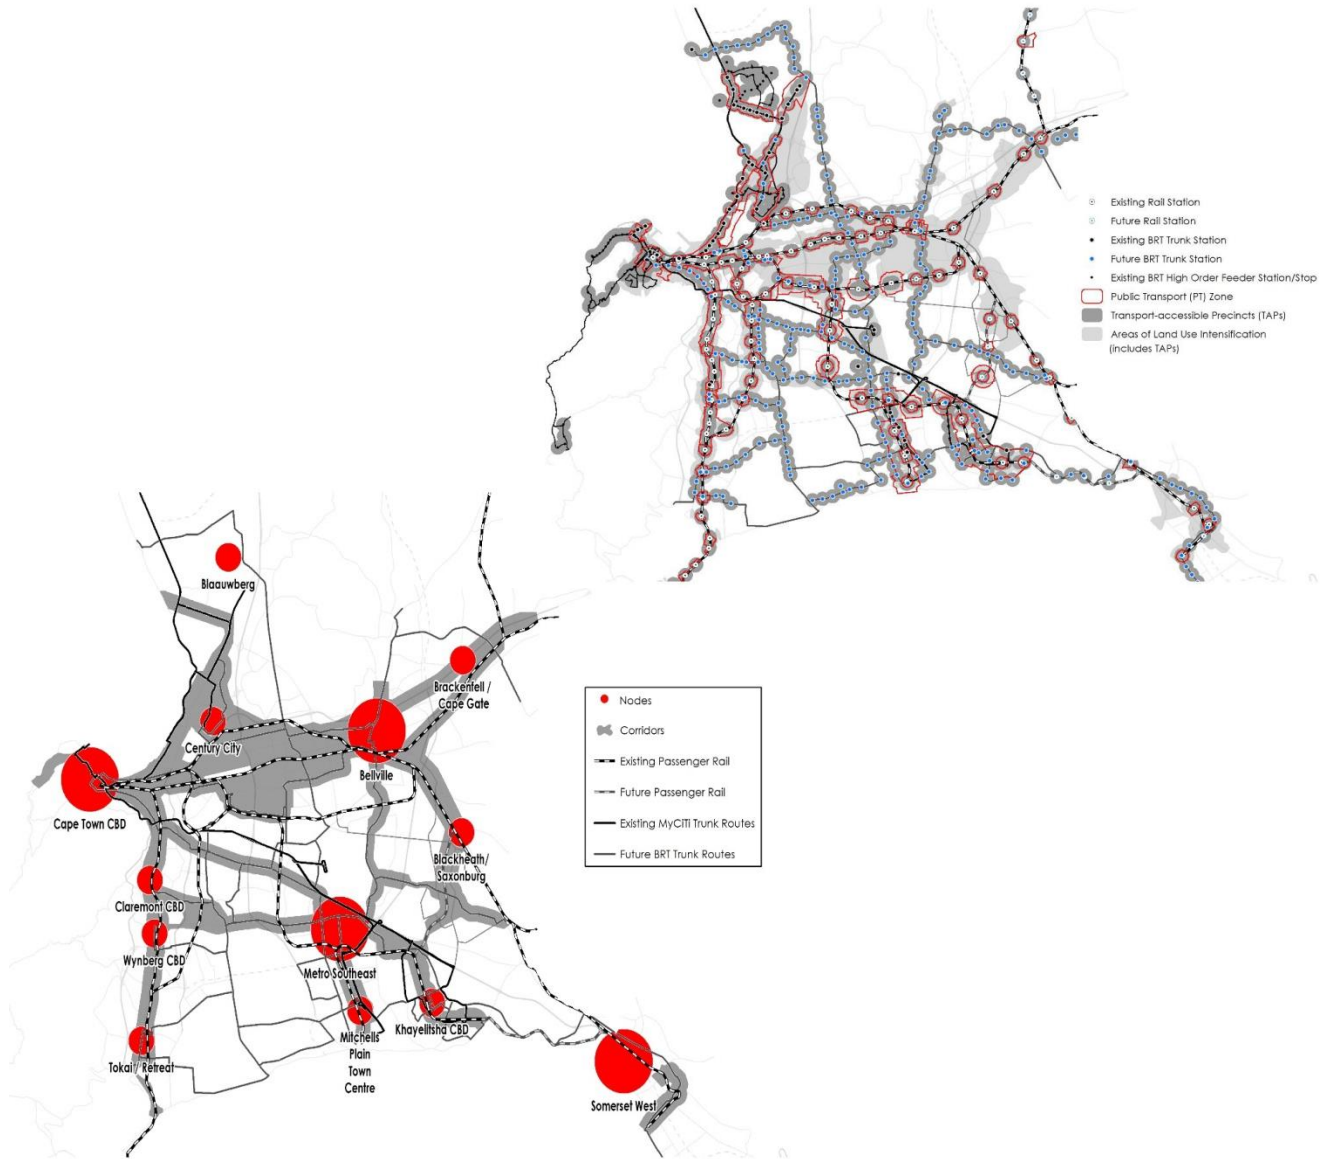 Existing Rail Station
Future Rail Station
Existing BRT Trunk Station
Future BRT Trunk Station
Existing BRT High Order Feeder Station/Stop
Public Transport (PT) Zone
Transport-accessible Precincts (TAPs)
Areas of Land Use Intensification
(includes TAPs)
Blaauwberg
Brackenfell /
Cape Gate
Century City
Bellville
Cape Town CBD
Blackheath/
Saxonburg
Claremont CBD
Wynberg CBD
Metro Southeast
Khayelitsha CBD
Mitchells
Plain
Town
Centre
Tokai / Retreat
Somerset West
Nodes
Corridors
Existing Passenger Rail
Future Passenger Rail
Existing MyCiTi Trunk Routes
Future BRT Trunk Routes